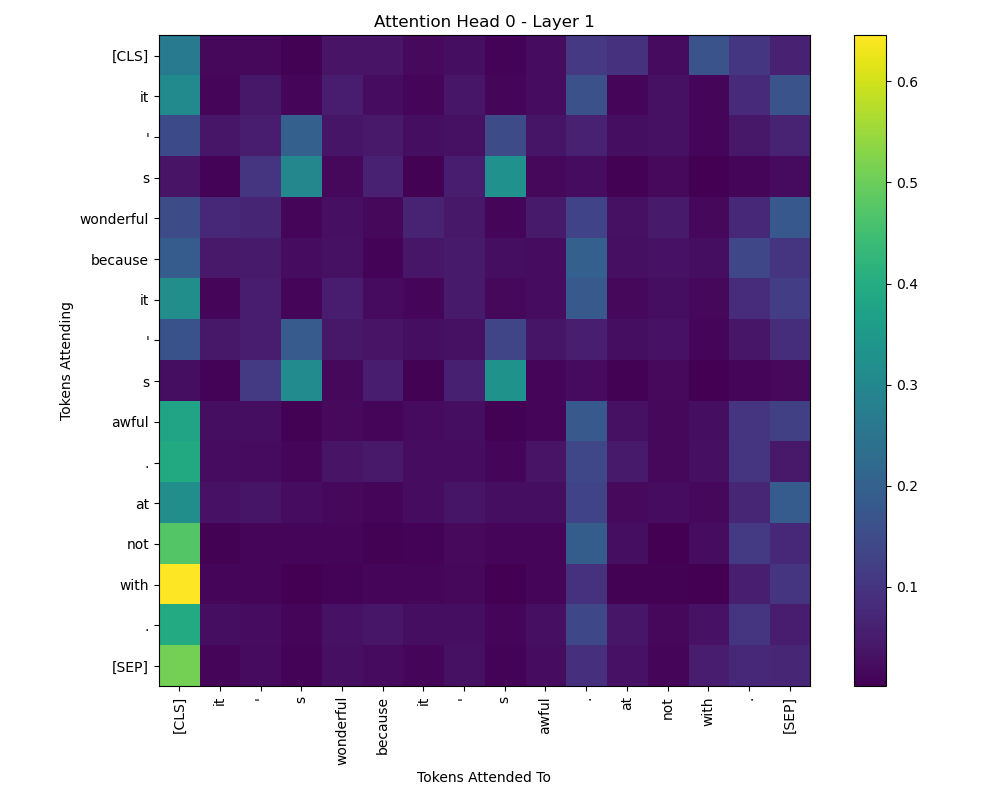 Attention Head 0 - Layer 1
[CLS]
it
'
s
wonderful
because
it
'
s
awful
.
at
not
with
.
[SEP]
Tokens Attending
[CLS]
it
'
s
wonderful
because
it
'
s
awful
.
at
not
with
.
[SEP]
Tokens Attended To
0.6
0.5
0.4
0.3
0.2
0.1